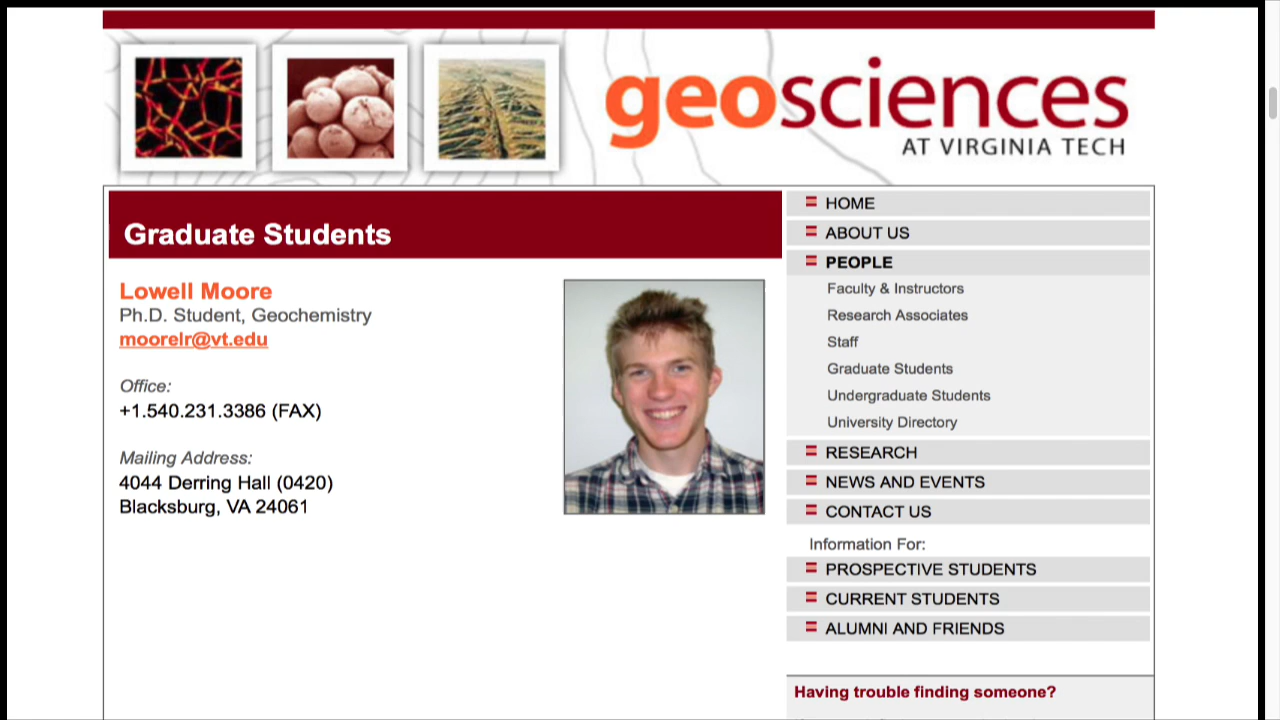 geosciences
AT VIRGINIA TECH
Graduate Students
Lowell Moore
Ph.D. Student, Geochemistry
moorelr@vt.edu
Office:
+1.540.231.3386 (FAX)
Mailing Address:
4044 Derring Hall (0420)
Blacksburg, VA 24061
HOME
ABOUT US
PEOPLE
Faculty & Instructors
Research Associates
Staff
Graduate Students
Undergraduate Students
University Directory
RESEARCH
NEWS AND EVENTS
CONTACT US
Information For:
PROSPECTIVE STUDENTS
CURRENT STUDENTS
ALUMNI AND FRIENDS
Having trouble finding someone?